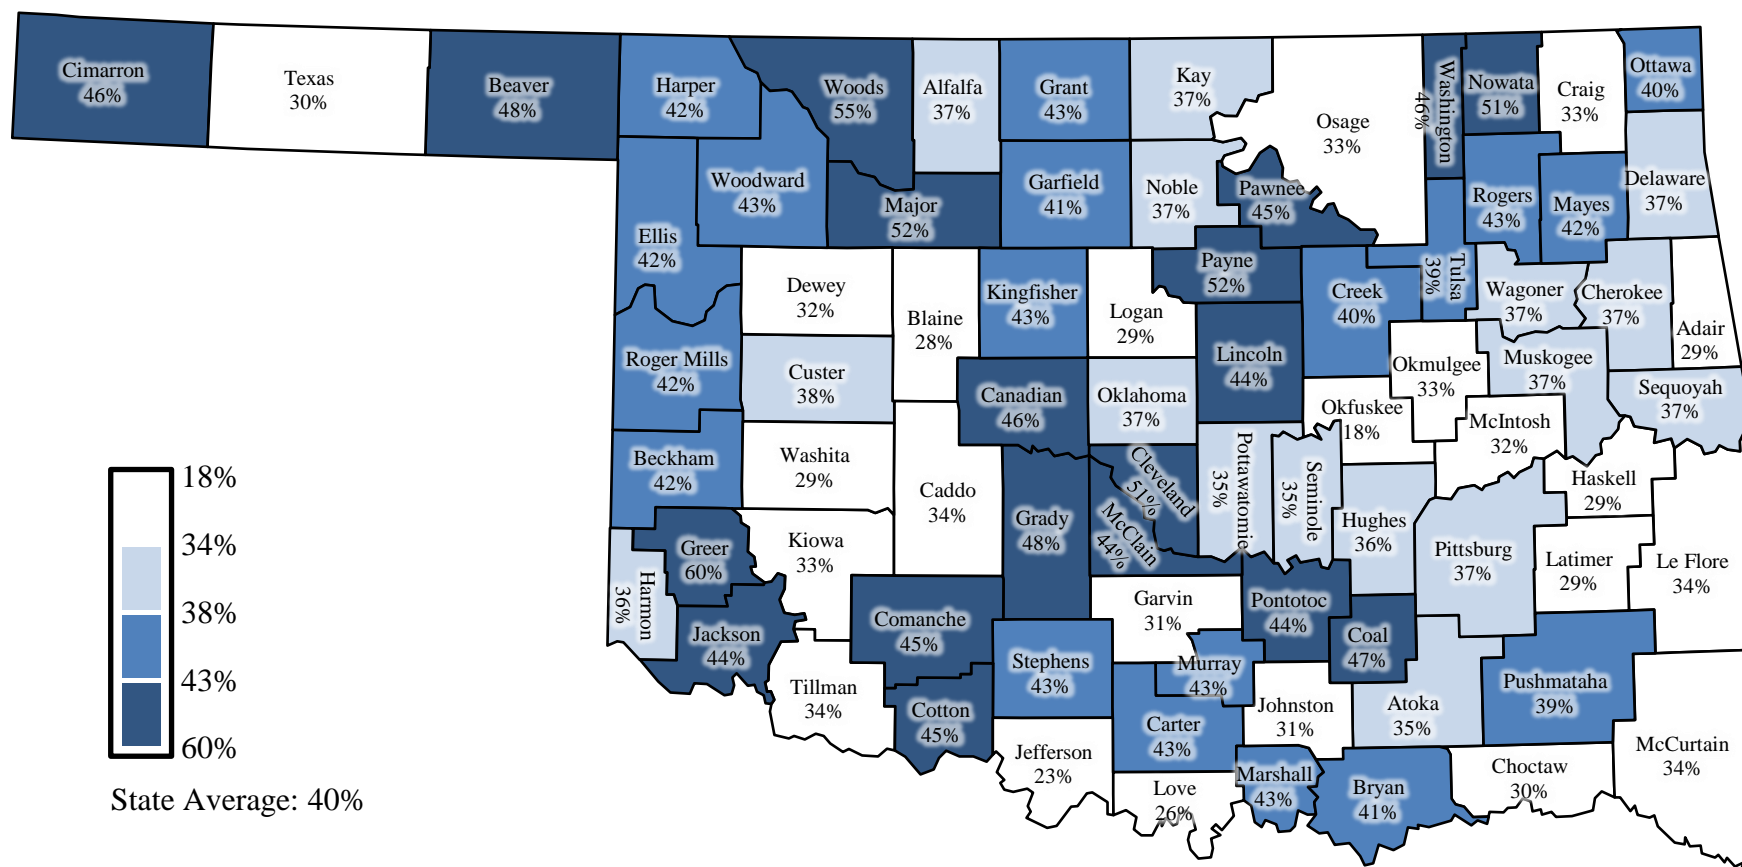 Cimarron
46%
Texas
30%
Beaver
48%
Harper
42%
Woods
55%
Alfalfa
37%
Grant
43%
Kay
37%
Osage
33%
Washington
46%
Nowata
51%
Craig
33%
Ottawa
40%
Woodward
43%
Major
52%
Garfield
41%
Noble
37%
Pawnee
45%
Rogers
43%
Mayes
42%
Delaware
37%
Ellis
42%
Dewey
32%
Blaine
28%
Kingfisher
43%
Logan
29%
Payne
52%
Creek
40%
Tulsa
39%
Wagoner
37%
Cherokee
37%
Adair
29%
Roger Mills
42%
Custer
38%
Canadian
46%
Oklahoma
37%
Lincoln
44%
Okmulgee
33%
Muskogee
37%
Sequoyah
37%
Okfuskee
18%
McIntosh
32%
Beckham
42%
Washita
29%
Caddo
34%
Grady
48%
Cleveland
51%
McClain
44%
Pottawatomie
35%
Seminole
35%
Hughes
36%
Haskell
29%
Pittsburg
37%
Latimer
29%
Le Flore
34%
Greer
60%
Kiowa
33%
Harmon
36%
Jackson
44%
Comanche
45%
Garvin
31%
Pontotoc
44%
Coal
47%
Stephens
43%
Murray
43%
Tillman
34%
Cotton
45%
Carter
43%
Johnston
31%
Atoka
35%
Pushmataha
39%
McCurtain
34%
Jefferson
23%
Love
26%
Marshall
43%
Bryan
41%
Choctaw
30%
18%
34%
38%
43%
60%
State Average: 40%